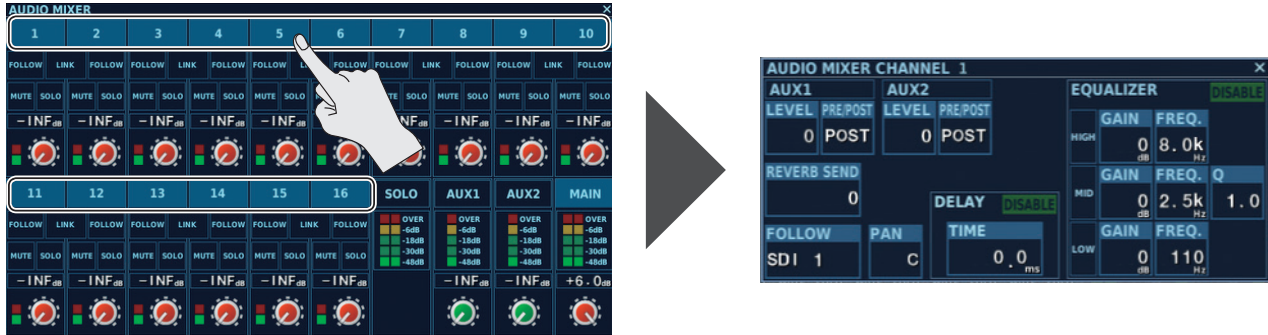 AUDIO MIXER ×
1 2 3 4 5 6 7 8 9 10
FOLLOW LINK FOLLOW FOLLOW LINK FOLLOW FOLLOW FOLLOW LINK FOLLOW FOLLOW LINK FOLLOW
MUTE SOLO MUTE SOLO MUTE SOLO MUTE SOLO MUTE SOLO MUTE SOLO MUTE SOLO MUTE SOLO MUTE SOLO
-INFdB -INFdB -INFdB -INFdB -INFdB -INFdB -INFdB -INFdB
11 12 13 14 15 16 SOLO AUX1 AUX2 MAIN
FOLLOW LINK FOLLOW FOLLOW LINK FOLLOW FOLLOW LINK FOLLOW
MUTE SOLO MUTE SOLO MUTE SOLO MUTE SOLO MUTE SOLO MUTE SOLO
OVER OVER OVER OVER
-6dB -6dB -6dB -6dB
-18dB -18dB -18dB -18dB
-30dB -30dB -30dB -30dB
-48dB -48dB -48dB -48dB
-INFdB -INFdB -INFdB -INFdB -INFdB -INFdB -INFdB -INFdB +6.0dB
AUDIO MIXER CHANNEL 1 ×
AUX1 AUX2
LEVEL PRE/POST LEVEL PRE/POST
0 POST 0 POST
REVERB SEND
0
FOLLOW PAN
SDI 1 C
DELAY DISABLE
TIME
0.0 ms
EQUALIZER DISABLE
GAIN FREQ.
HIGH 0 dB 8.0k Hz
GAIN FREQ. Q
MID 0 dB 2.5k Hz 1.0
GAIN FREQ.
LOW 0 dB 110 Hz